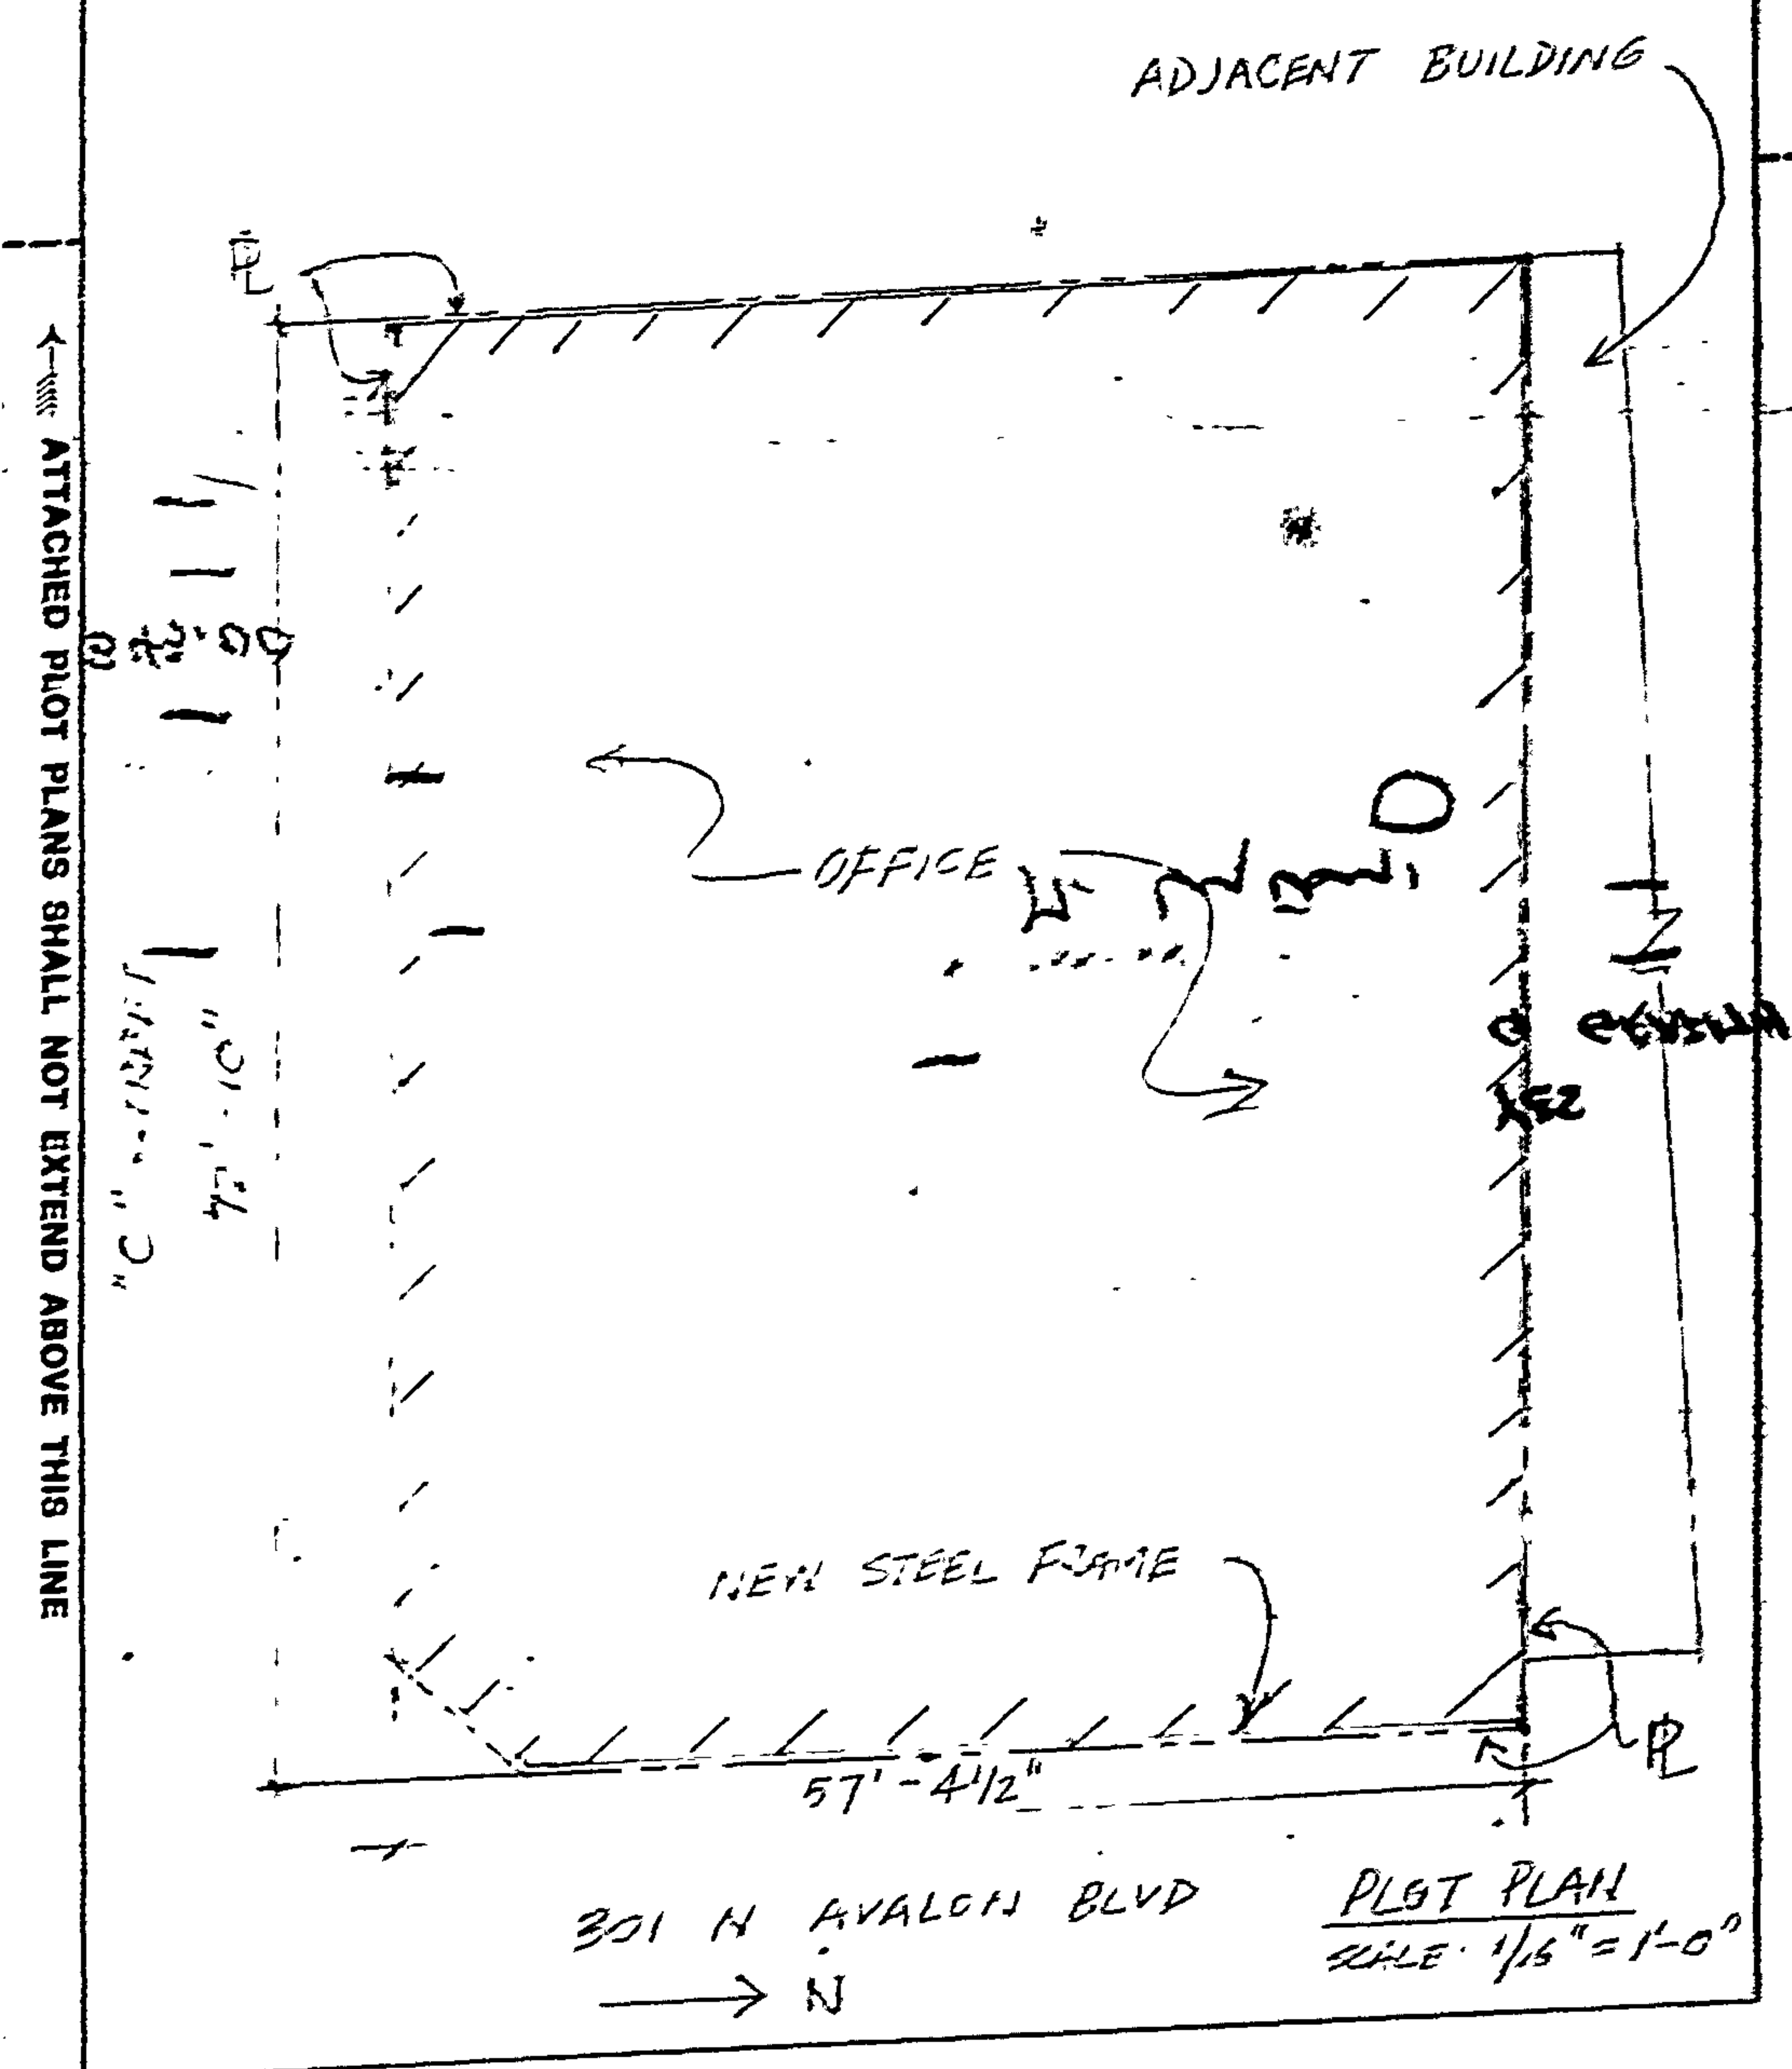 ADJACENT BUILDING
PL
ATTACHED PLOT PLANS SHALL NOT EXTEND ABOVE THIS LINE
OFFICE
"C"
NEW STEEL FRAME
PL
57'-4 1/2"
301 N AVALON BLVD
PLOT PLAN
SCALE: 1/16" = 1'-0"
N